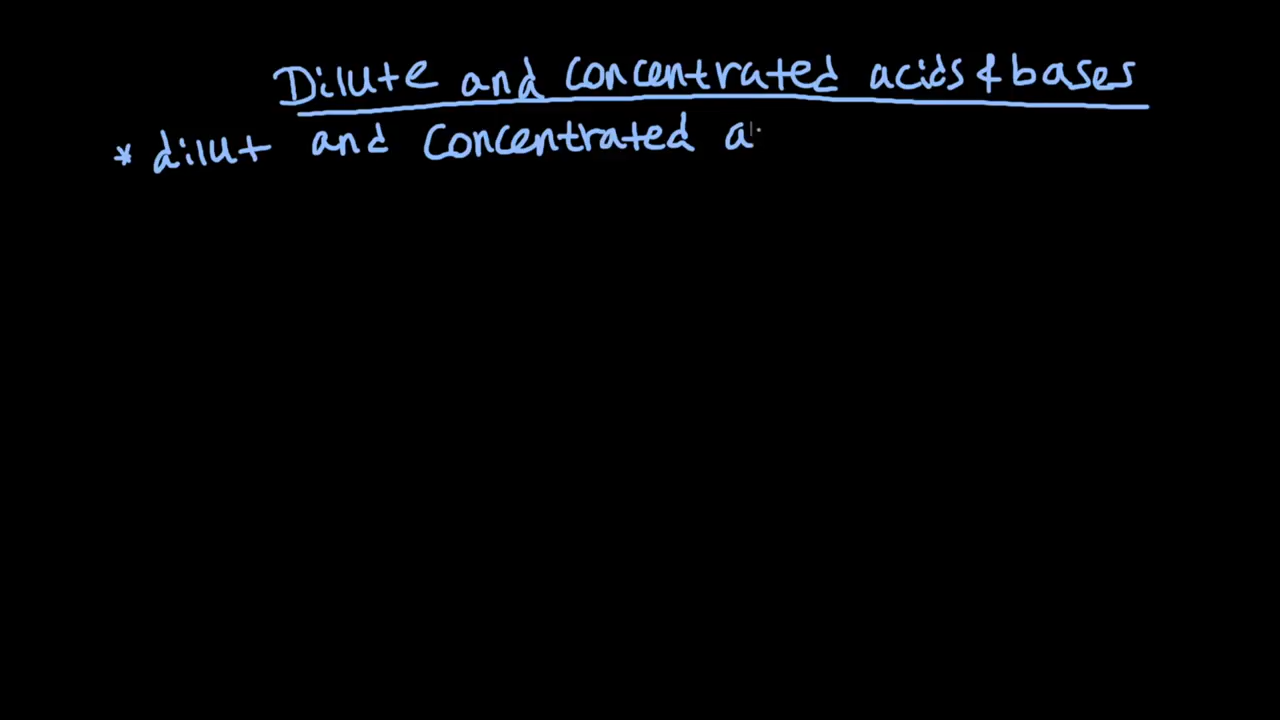 Dilute and concentrated acids & bases
* dilut and concentrated a